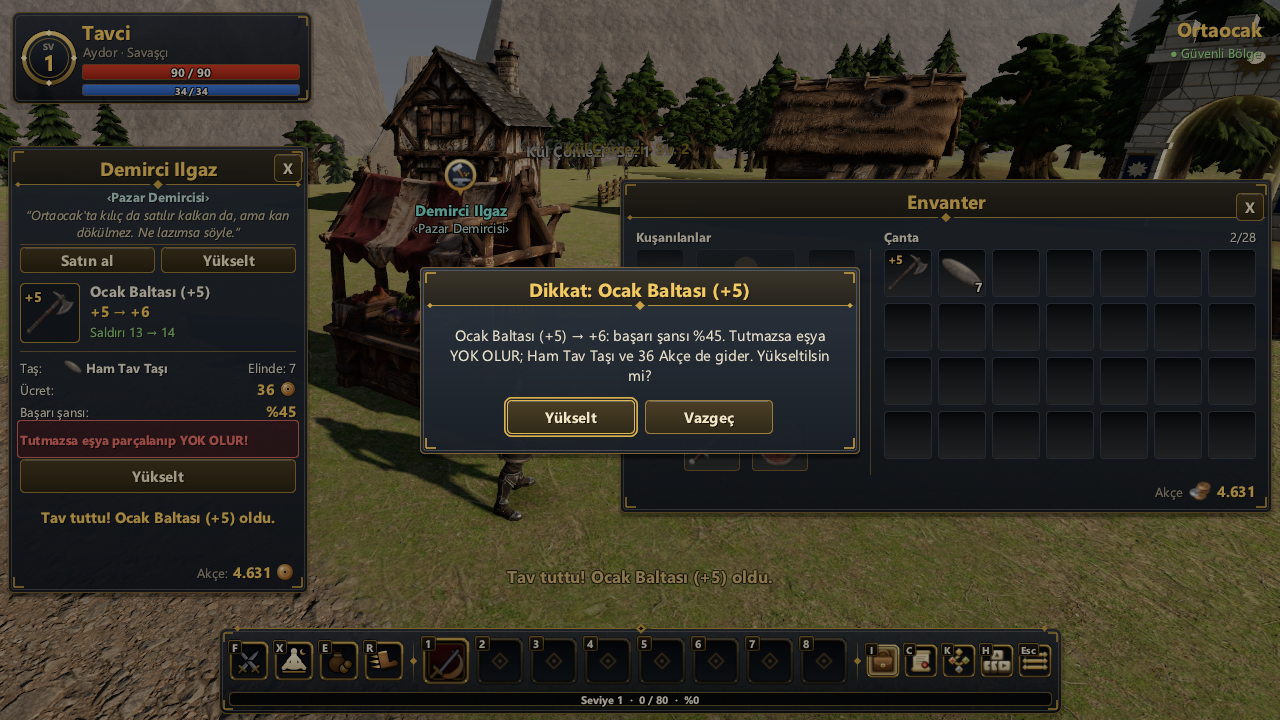 Tavci
SV
1
Aydor · Savaşçı
90 / 90
34 / 34
Ortaocak
Güvenli Bölge
Demirci Ilgaz
X
‹Pazar Demircisi›
"Ortaocak'ta kılıç da satılır kalkan da, ama kan
dökülmez. Ne lazımsa söyle."
Satın al
Yükselt
+5
Ocak Baltası (+5)
+5 → +6
Saldırı 13 → 14
Taş:
Ham Tav Taşı
Elinde: 7
Ücret:
36
Başarı şansı:
%45
Tutmazsa eşya parçalanıp YOK OLUR!
Yükselt
Tav tuttu! Ocak Baltası (+5) oldu.
Akçe: 4.631
Demirci Ilgaz
‹Pazar Demircisi›
Envanter
X
Kuşanılanlar
Çanta
2/28
+5
7
Akçe
4.631
Dikkat: Ocak Baltası (+5)
Ocak Baltası (+5) → +6: başarı şansı %45. Tutmazsa eşya
YOK OLUR; Ham Tav Taşı ve 36 Akçe de gider. Yükseltilsin
mi?
Yükselt
Vazgeç
Tav tuttu! Ocak Baltası (+5) oldu.
F
X
E
R
1
2
3
4
5
6
7
8
I
C
K
H
Esc
Seviye 1 · 0 / 80 · %0